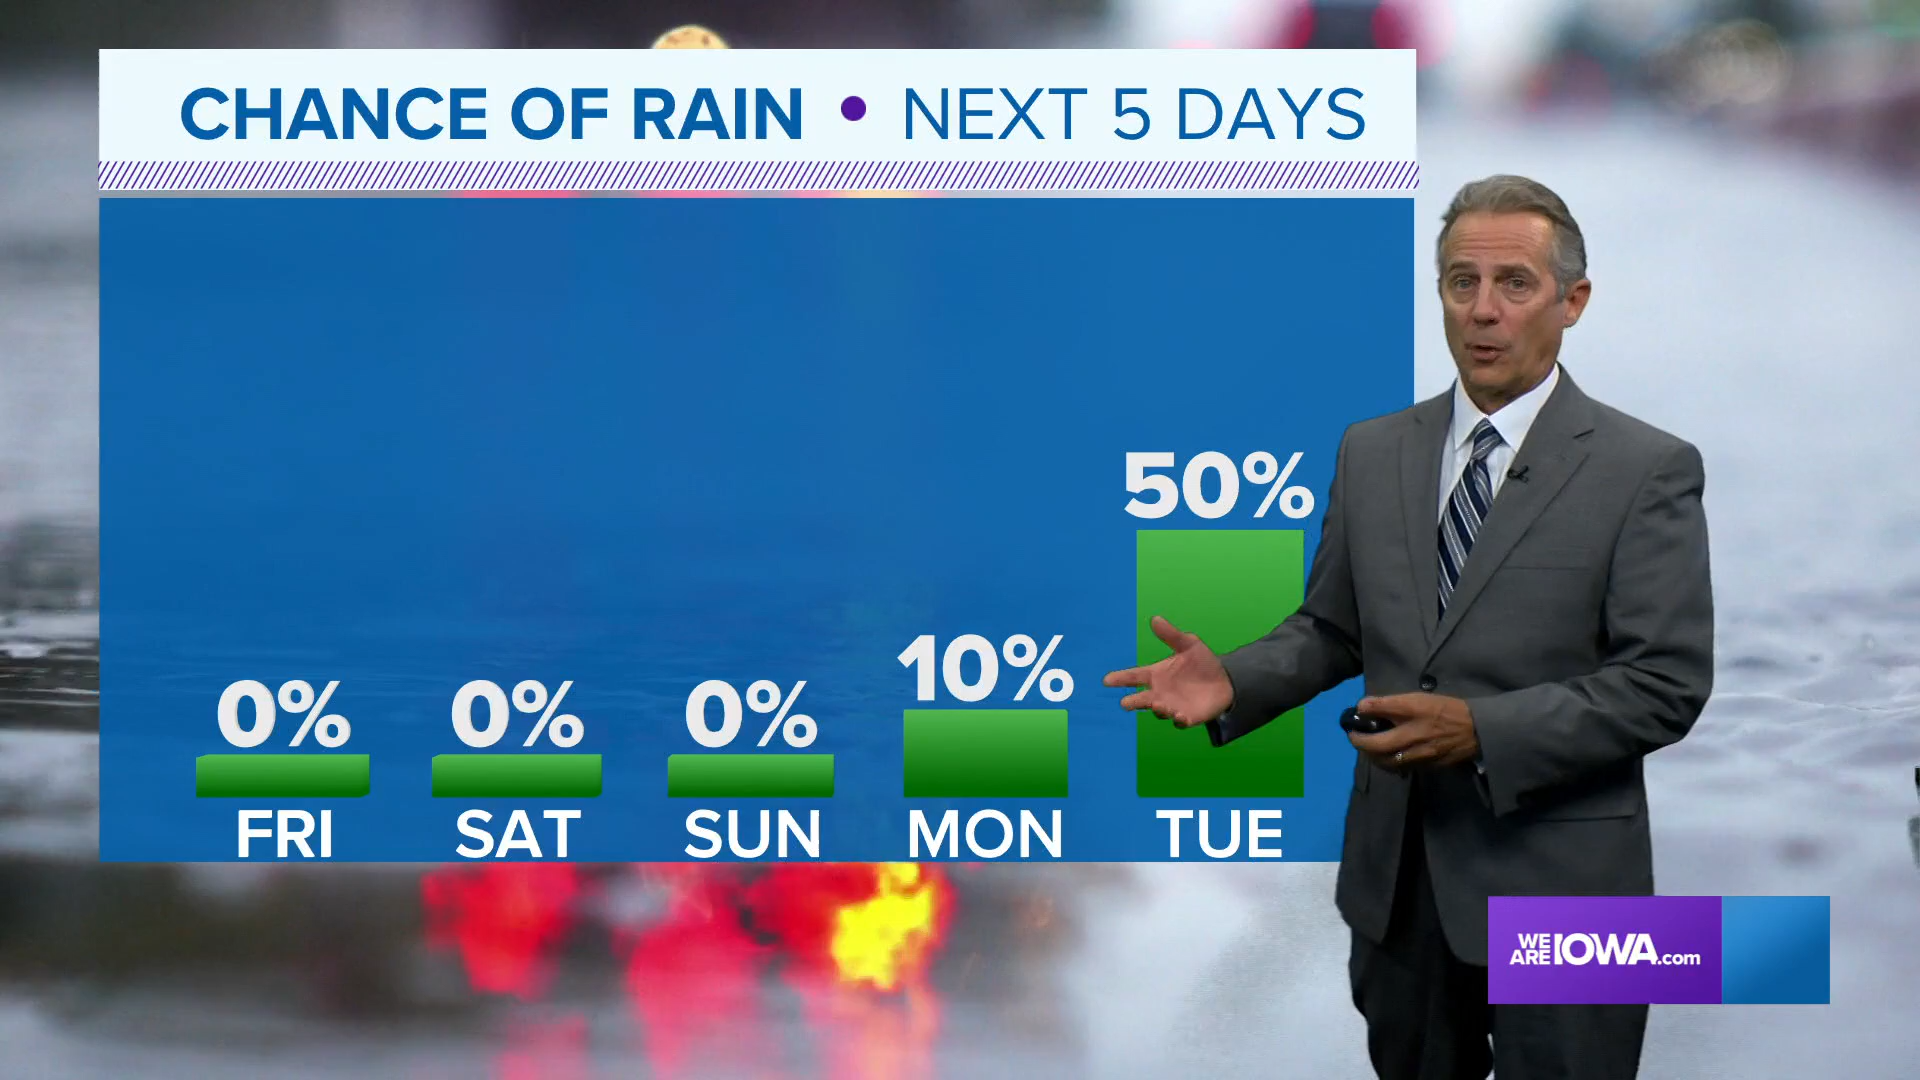 CHANCE OF RAIN • NEXT 5 DAYS
50%
10%
0% 0% 0%
FRI SAT SUN MON TUE
WE ARE IOWA.com